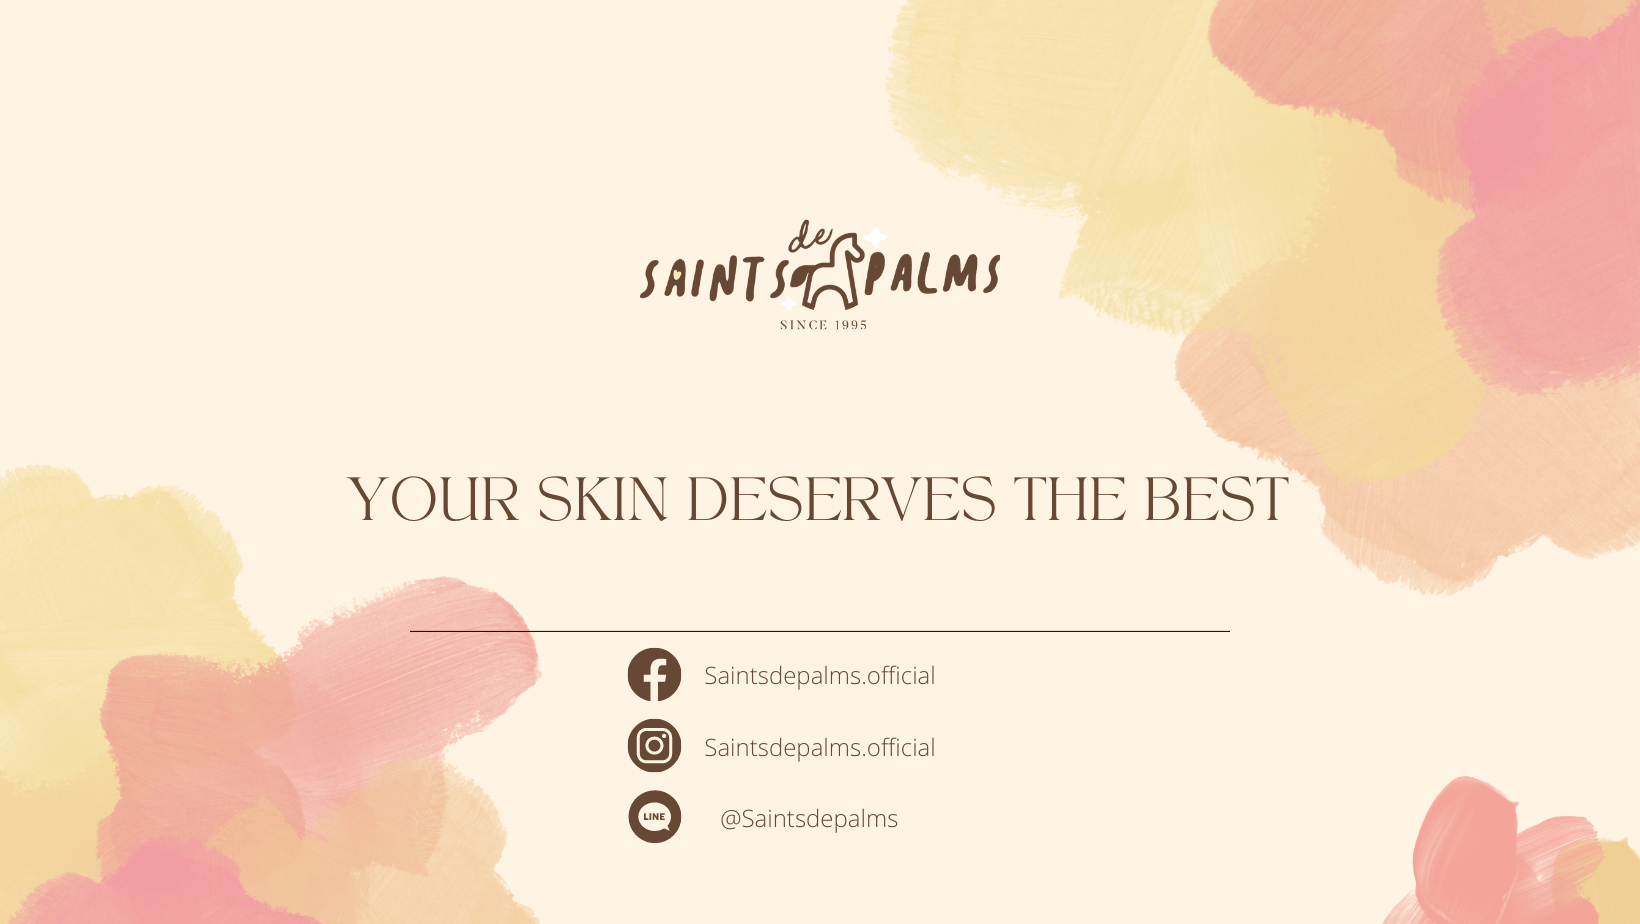 de
SAINTS PALMS
SINCE 1995
YOUR SKIN DESERVES THE BEST
Saintsdepalms.official
Saintsdepalms.official
LINE @Saintsdepalms